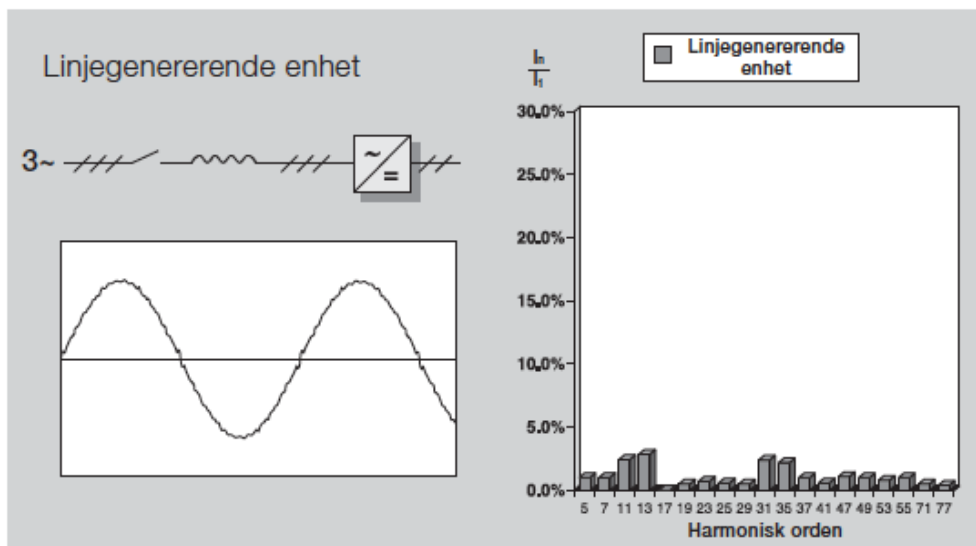 Linjegenererende enhet
3~
~
=
Iₙ
I₁
Linjegenererende
enhet
30.0%
25.0%
20.0%
15.0%
10.0%
5.0%
0.0%
5 7 11 13 17 19 23 25 29 31 35 37 41 47 49 53 55 71 77
Harmonisk orden